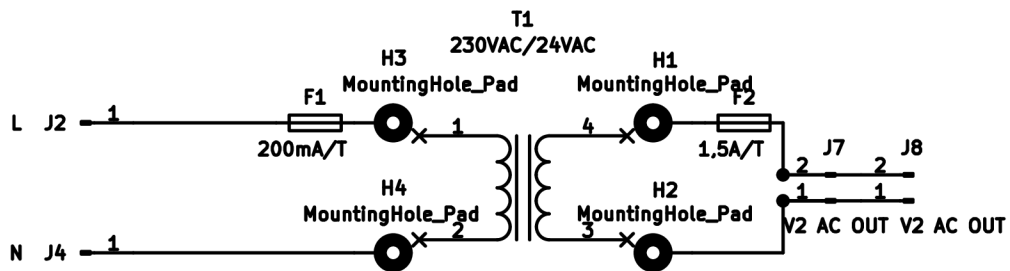 T1
230VAC/24VAC
H3
MountingHole_Pad
H1
MountingHole_Pad
F1
F2
L J2 1
200mA/T
1
4
1,5A/T
2 J7 2 J8
H4
MountingHole_Pad
H2
MountingHole_Pad
1 1
2
3
V2 AC OUT V2 AC OUT
N J4 1